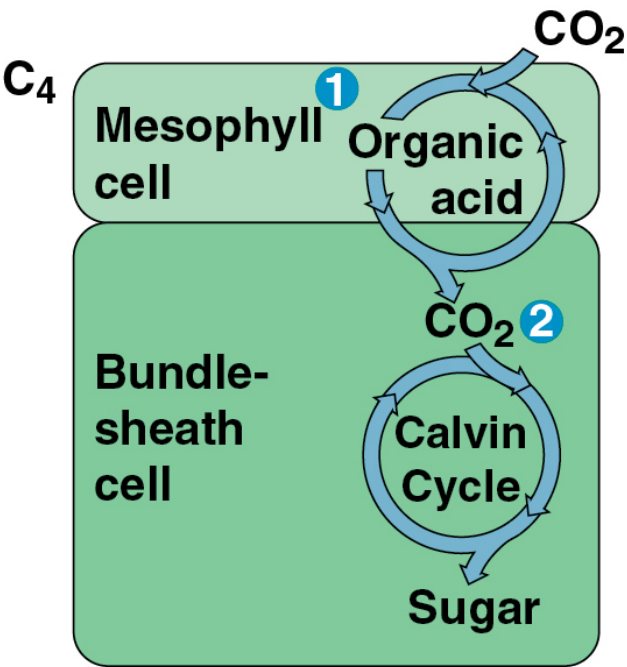 CO₂
C₄
1
Mesophyll
cell
Organic
acid
CO₂ 2
Bundle-
sheath
cell
Calvin
Cycle
Sugar